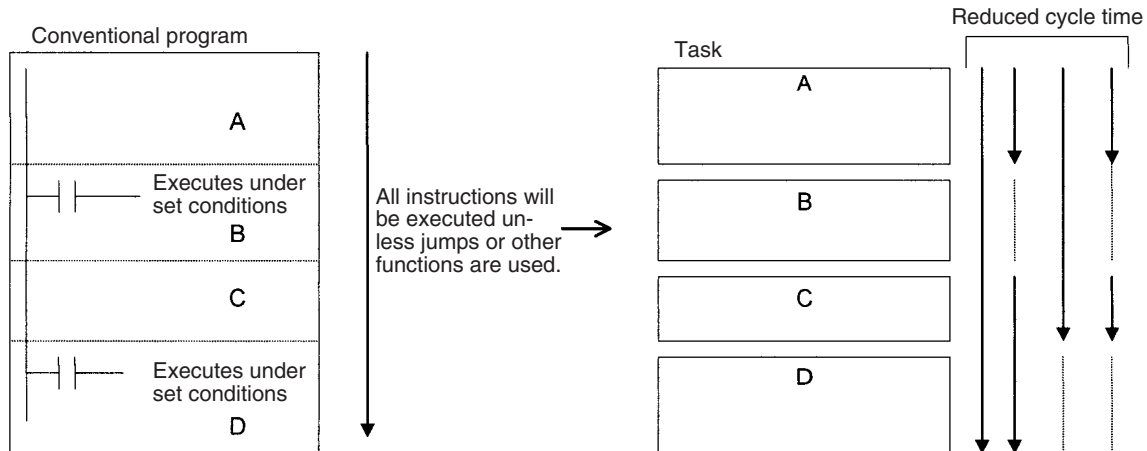 Conventional program
A
Executes under
set conditions
B
C
Executes under
set conditions
D
All instructions will
be executed un-
less jumps or other
functions are used.
Reduced cycle time
Task
A
B
C
D